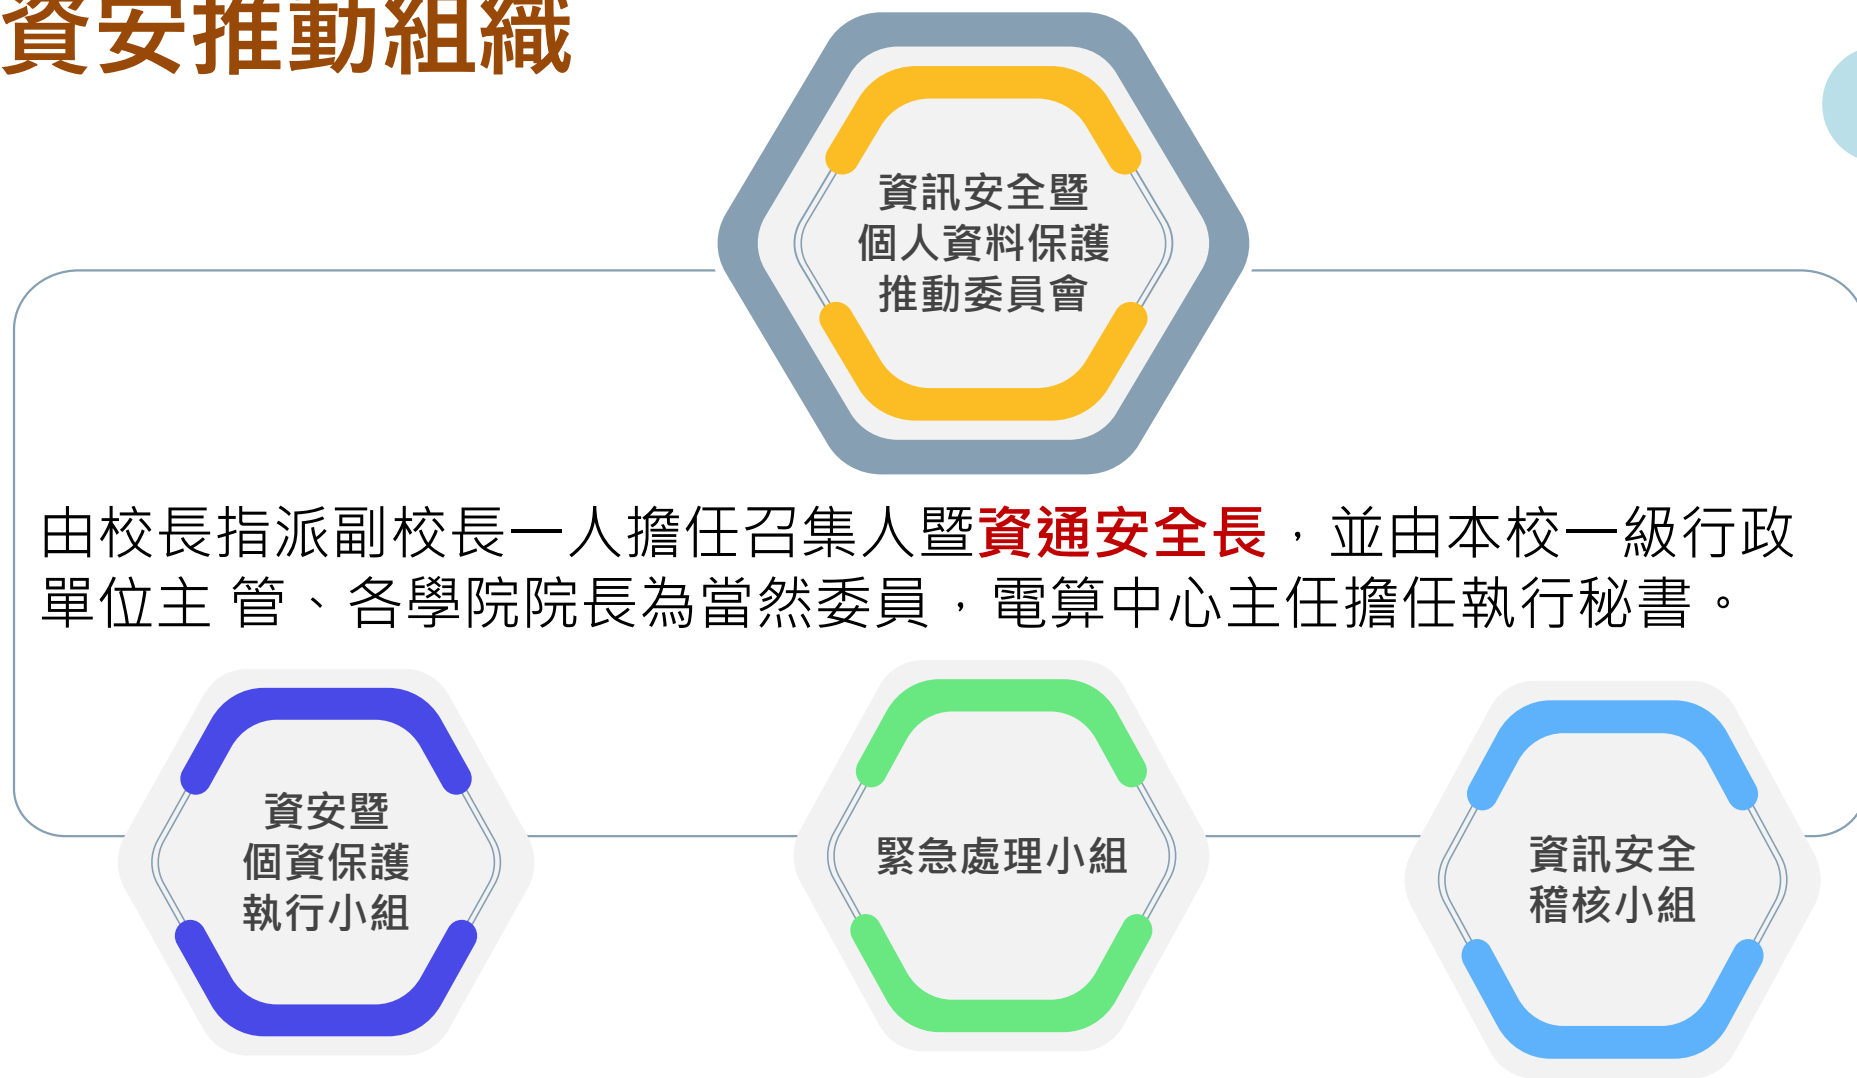 資安推動組織
資訊安全暨
個人資料保護
推動委員會
由校長指派副校長一人擔任召集人暨資通安全長，並由本校一級行政
單位主 管、各學院院長為當然委員，電算中心主任擔任執行秘書。
資安暨
個資保護
執行小組
緊急處理小組
資訊安全
稽核小組